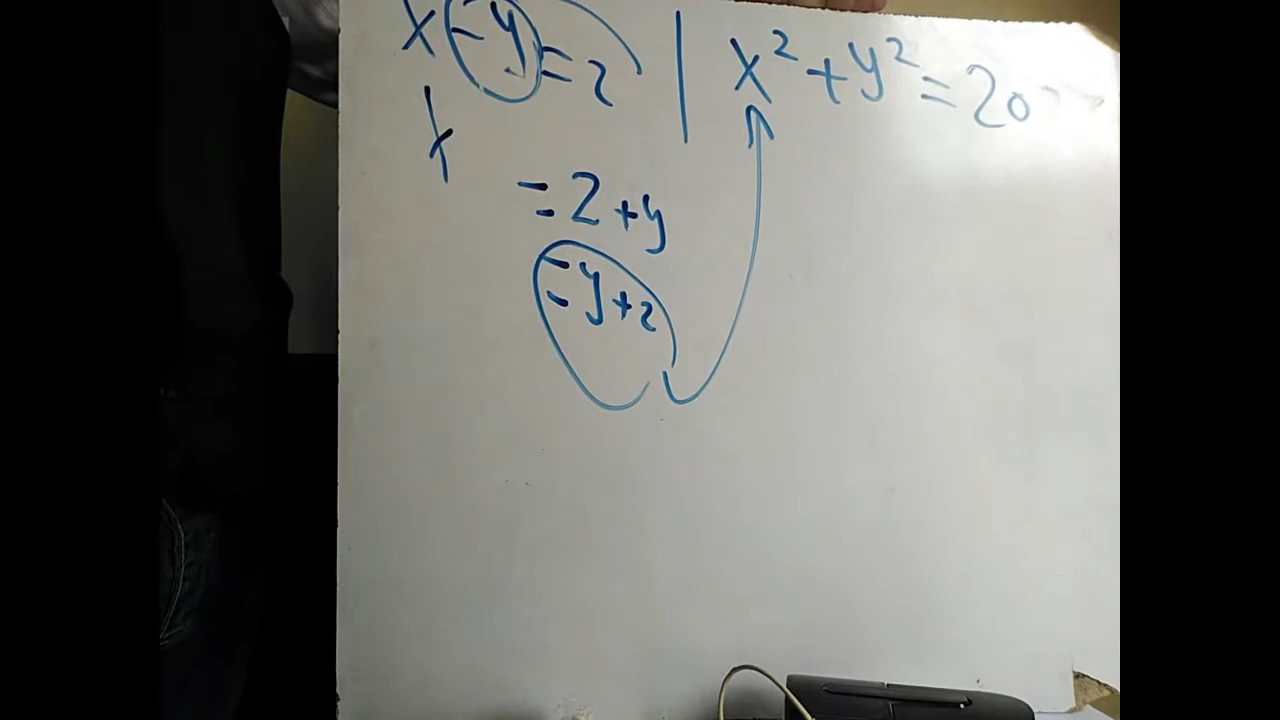 x - y = 2 | x² + y² = 20
x
= 2 + y
= y + 2